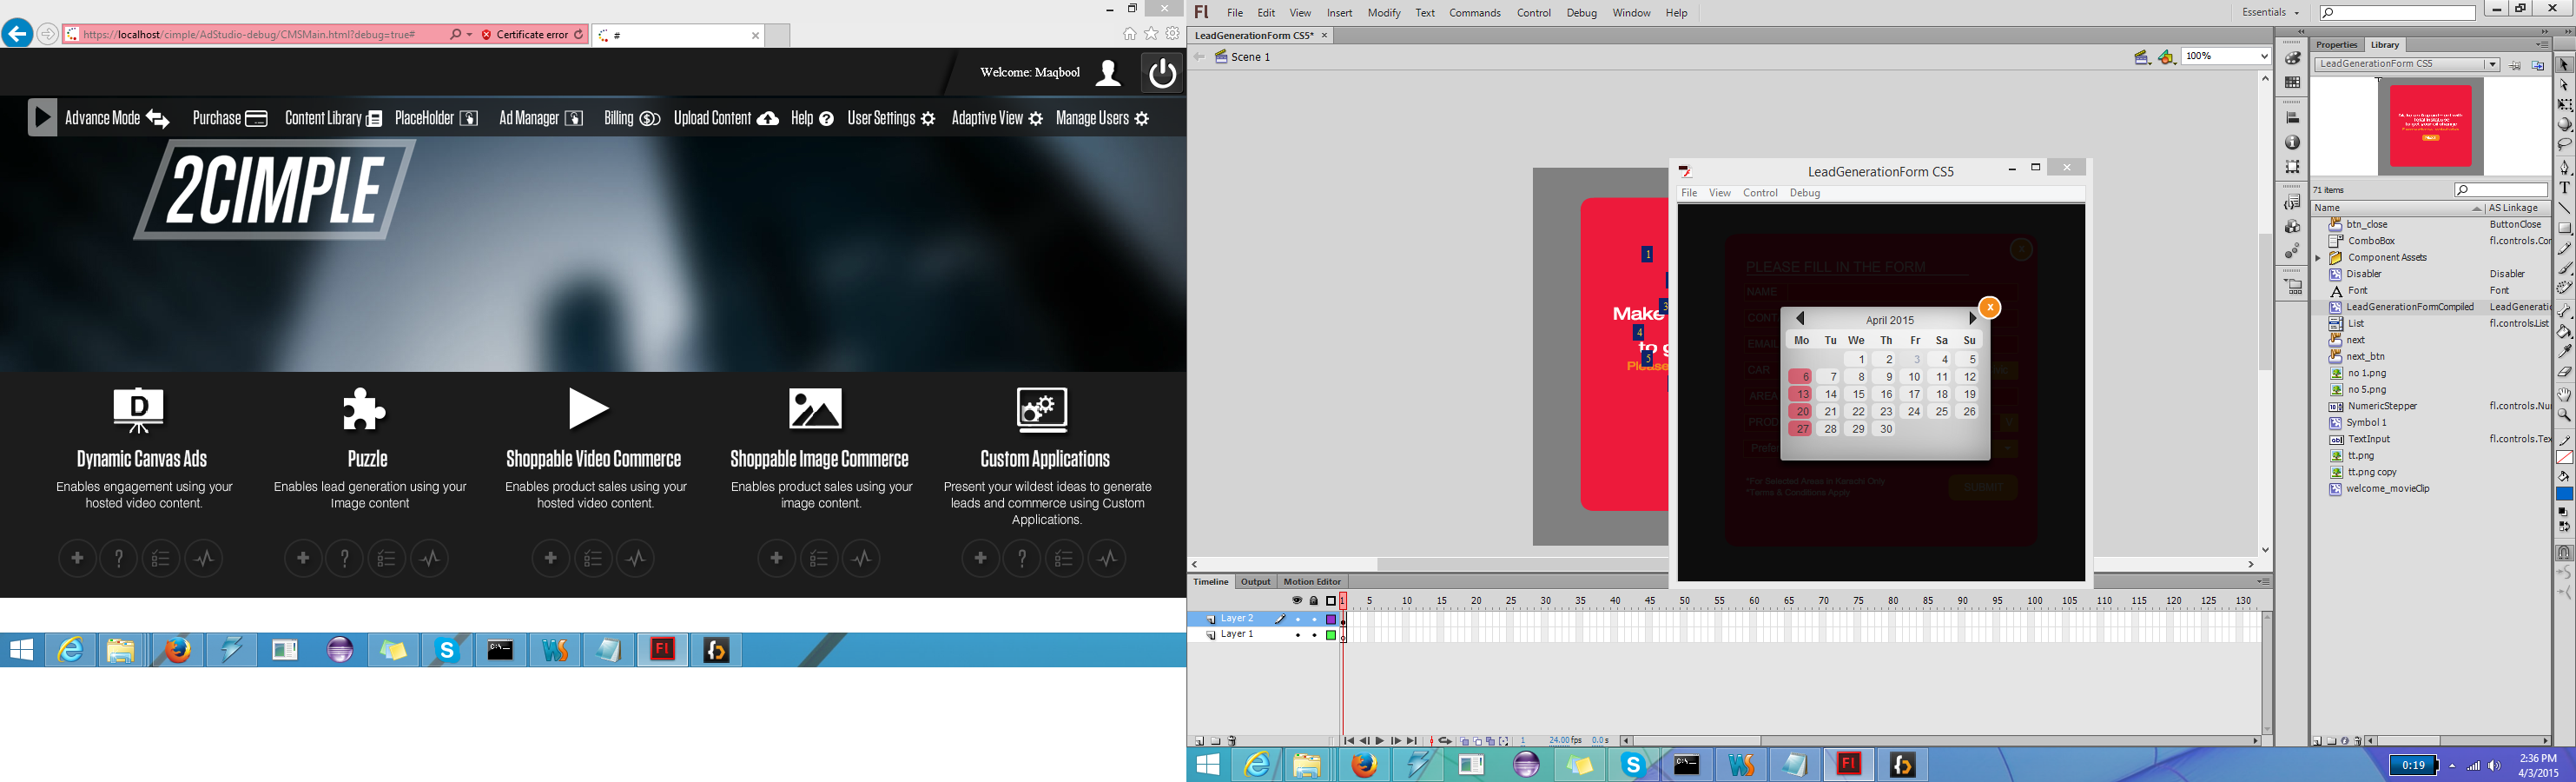 https://localhost/cimple/AdStudio-debug/CMSMain.html?debug=true#
Certificate error
#
Welcome: Maqbool
Advance Mode
Purchase
Content Library
PlaceHolder
Ad Manager
Billing
Upload Content
Help
User Settings
Adaptive View
Manage Users
2CIMPLE
D
Dynamic Canvas Ads
Enables engagement using your
hosted video content.
Puzzle
Enables lead generation using your
Image content
Shoppable Video Commerce
Enables product sales using your
hosted video content.
Shoppable Image Commerce
Enables product sales using your
image content.
Custom Applications
Present your wildest ideas to generate
leads and commerce using Custom
Applications.
Fl File Edit View Insert Modify Text Commands Control Debug Window Help
Essentials
LeadGenerationForm CS5* ×
Scene 1
100%
1
3
Make
4
to g
5
Please
LeadGenerationForm CS5
File View Control Debug
PLEASE FILL IN THE FORM
NAME
CONT
EMAIL
CAR
AREA
PROD
Prefer
*For Selected Areas in Karachi Only
*Terms & Conditions Apply
SUBMIT
x
April 2015
Mo Tu We Th Fr Sa Su
1 2 3 4 5
6 7 8 9 10 11 12
13 14 15 16 17 18 19
20 21 22 23 24 25 26
27 28 29 30
Timeline Output Motion Editor
1 5 10 15 20 25 30 35 40 45 50 55 60 65 70 75 80 85 90 95 100 105 110 115 120 125 130
Layer 2
Layer 1
1 24.00 fps 0.0 s
Properties Library
LeadGenerationForm CS5
71 items
Name AS Linkage
btn_close ButtonClose
ComboBox fl.controls.Cor
Component Assets
Disabler Disabler
Font Font
LeadGenerationFormCompiled LeadGenerati
List fl.controls.List
next
next_btn
no 1.png
no 5.png
NumericStepper fl.controls.Nu
Symbol 1
TextInput fl.controls.Tex
tt.png
tt.png copy
welcome_movieClip
0:19
2:36 PM
4/3/2015